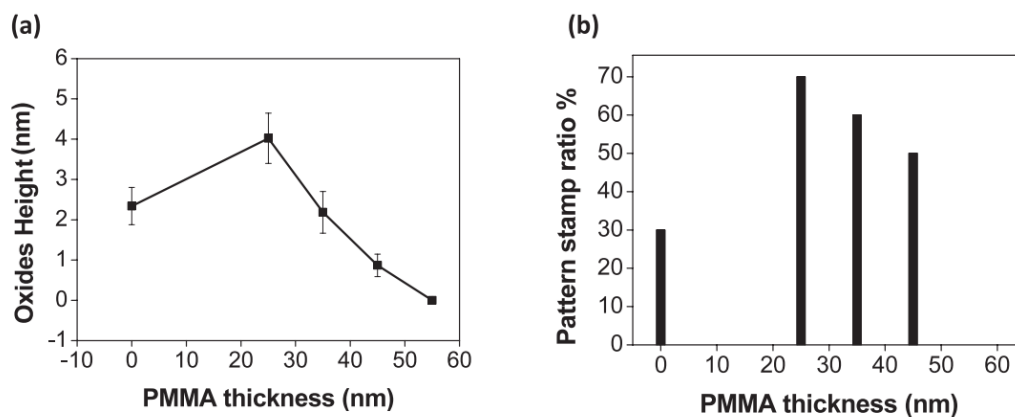 (a)
6
5
4
3
2
1
0
-1
-10 0 10 20 30 40 50 60
Oxides Height (nm)
PMMA thickness (nm)
(b)
70
60
50
40
30
20
10
0
0 10 20 30 40 50 60
Pattern stamp ratio %
PMMA thickness (nm)